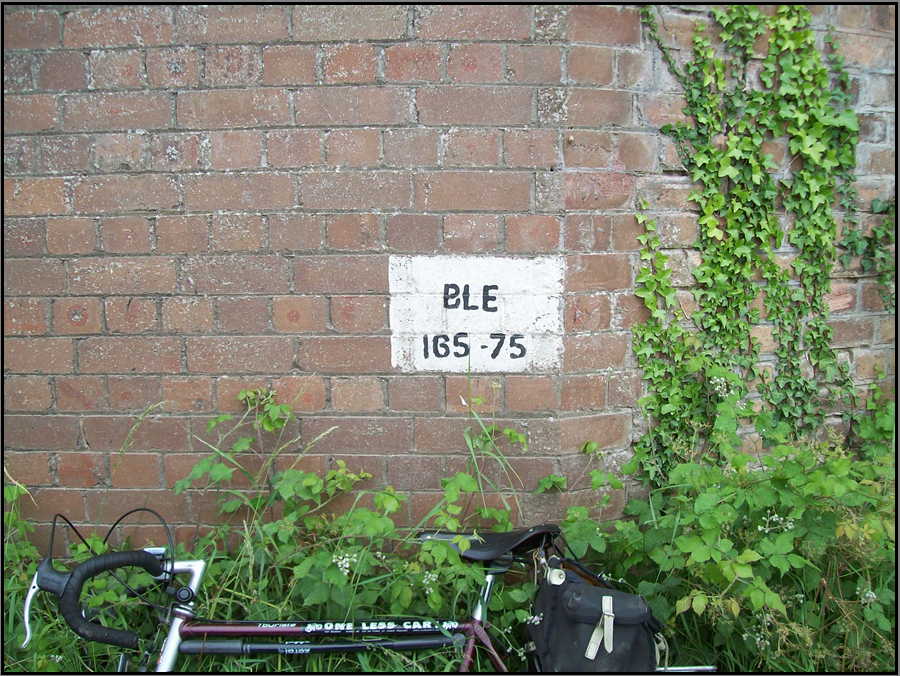 BLE
165-75
ONE LESS CAR